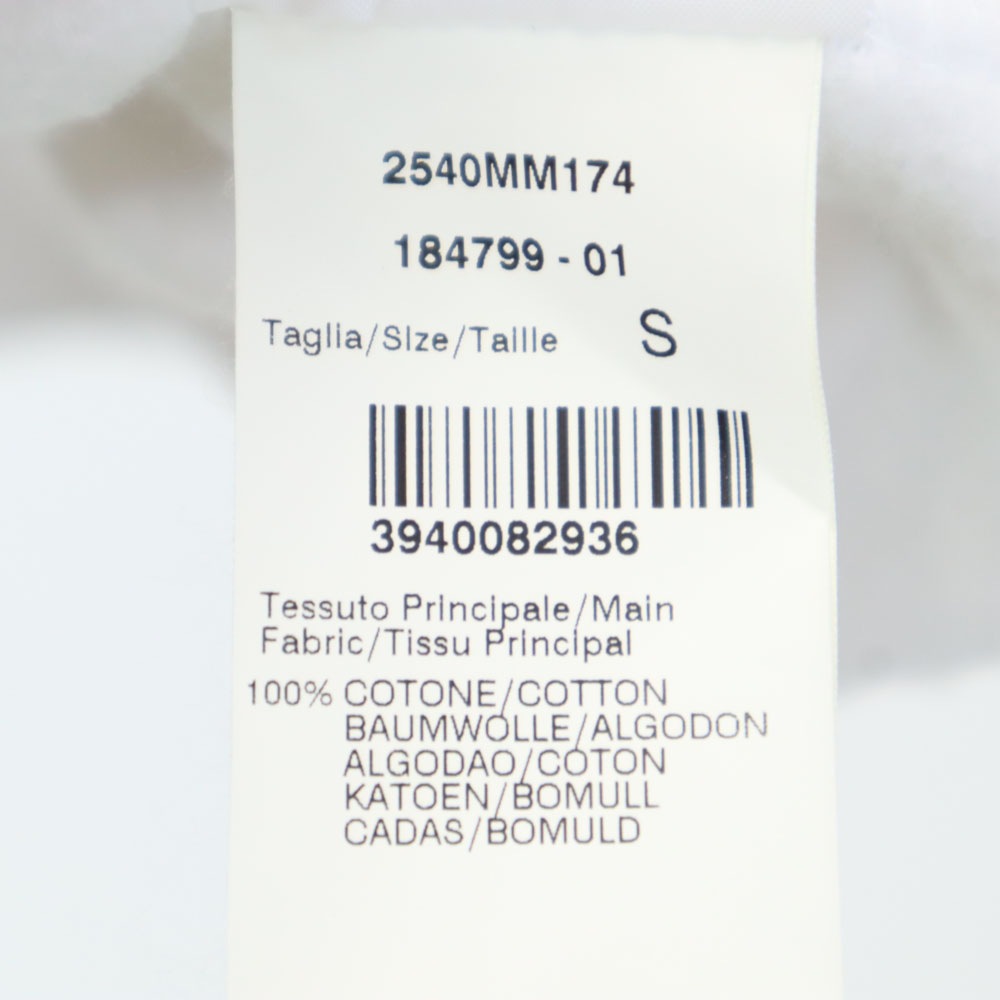 2540MM174
184799 - 01
Taglia/Size/Taille S
3940082936
Tessuto Principale/Main
Fabric/Tissu Principal
100% COTONE/COTTON
BAUMWOLLE/ALGODON
ALGODAO/COTON
KATOEN/BOMULL
CADAS/BOMULD